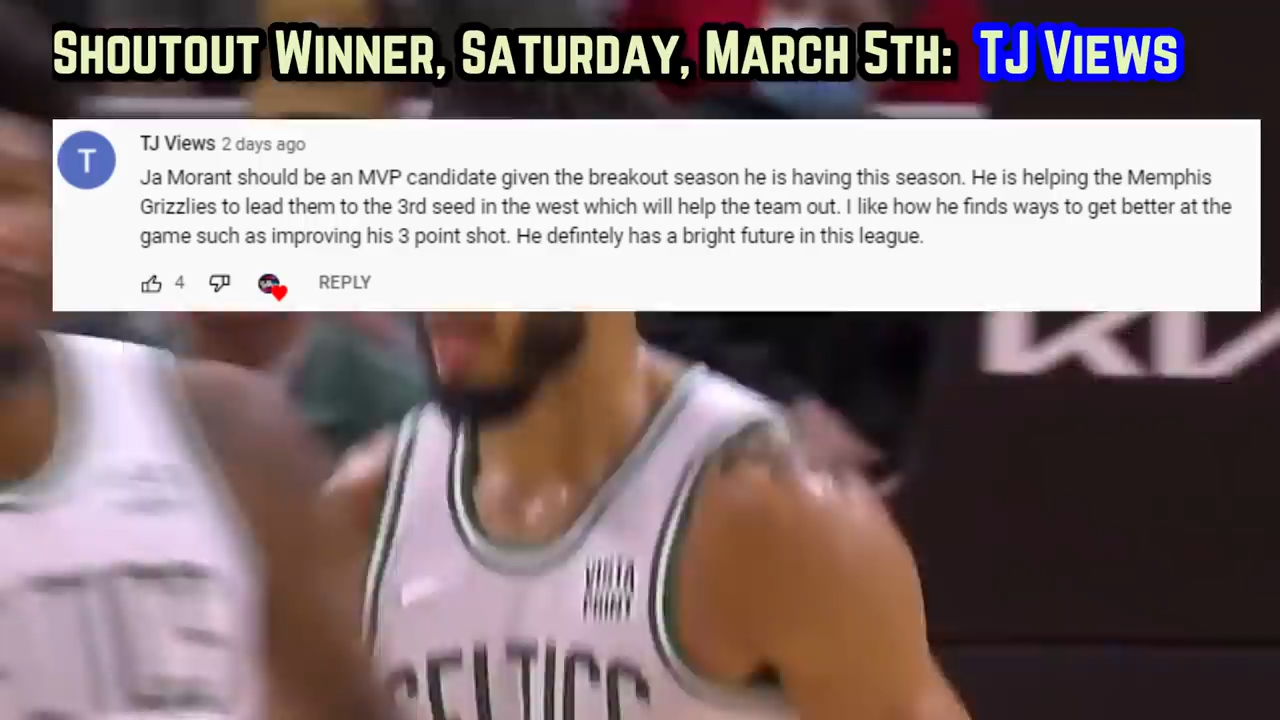 Shoutout Winner, Saturday, March 5th: TJ Views
T
TJ Views 2 days ago
Ja Morant should be an MVP candidate given the breakout season he is having this season. He is helping the Memphis
Grizzlies to lead them to the 3rd seed in the west which will help the team out. I like how he finds ways to get better at the
game such as improving his 3 point shot. He defintely has a bright future in this league.
4 REPLY
CELTICS